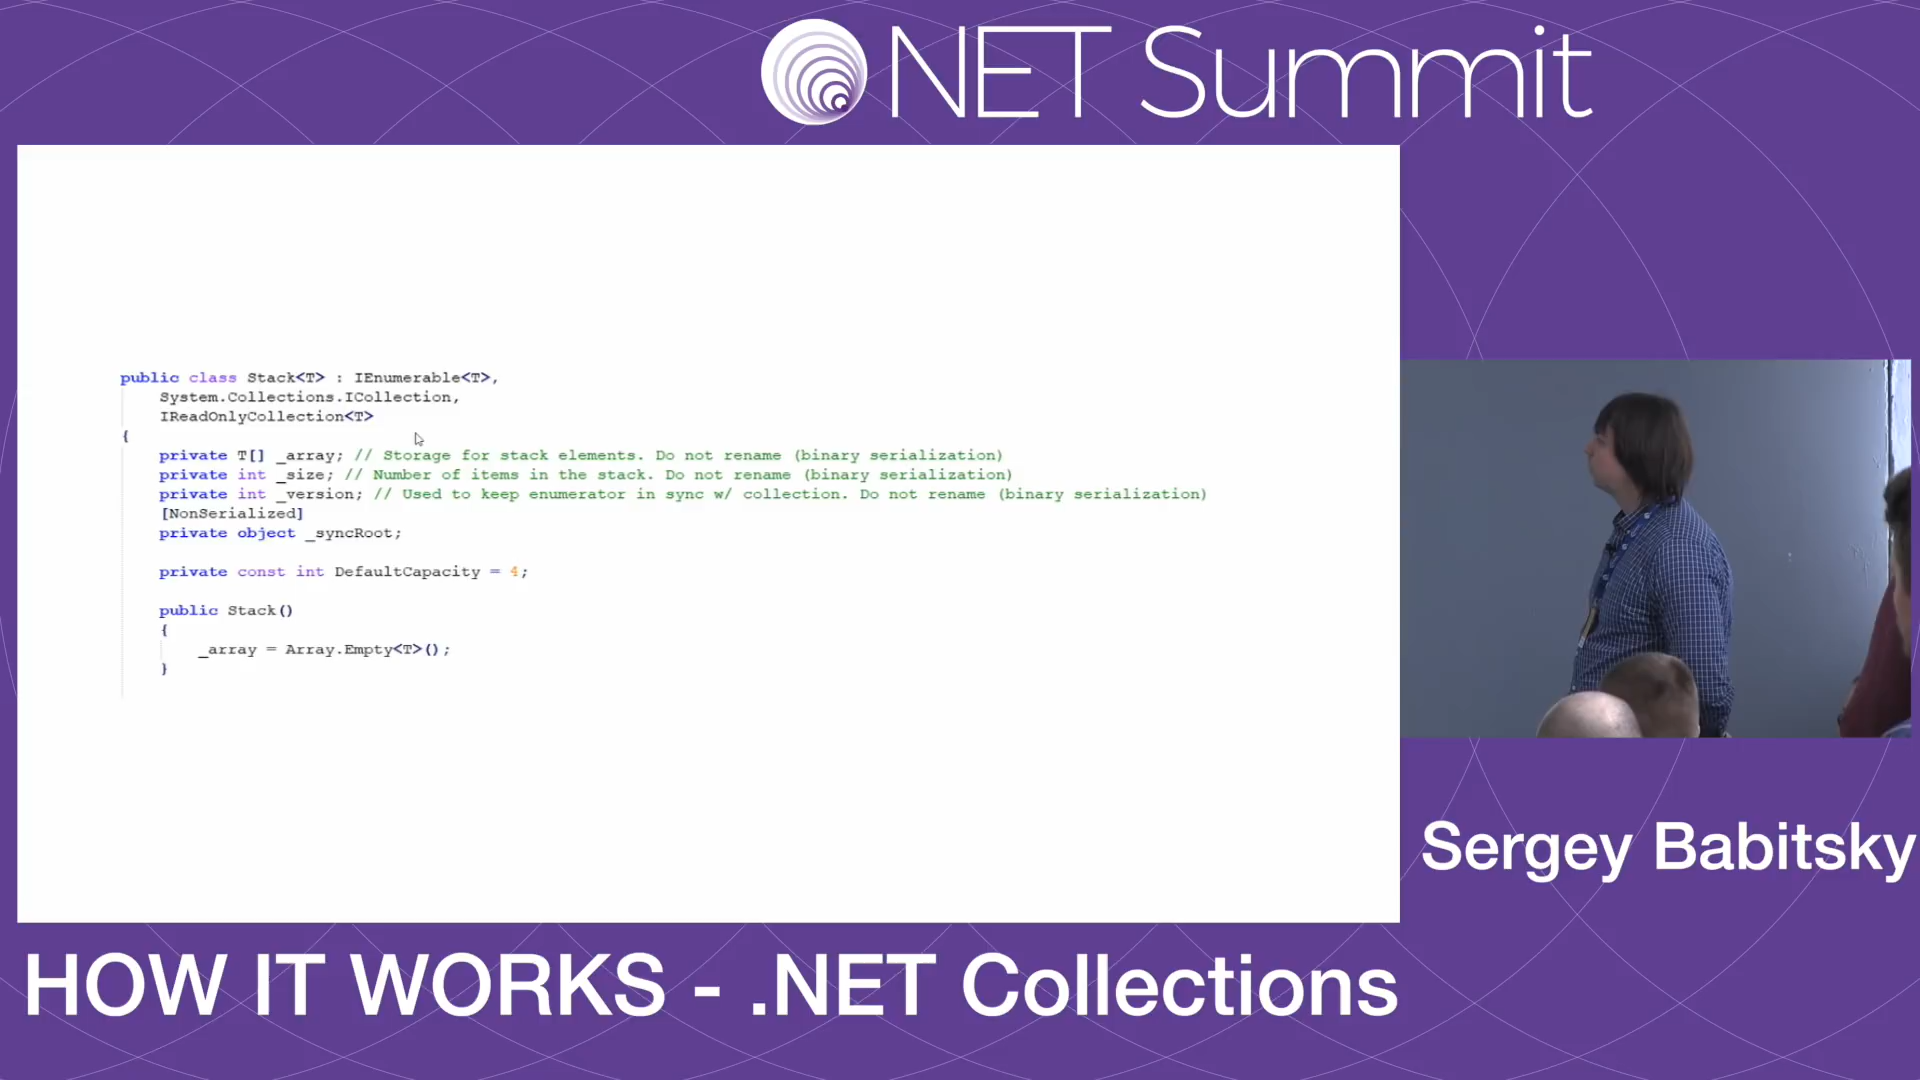 NET Summit
public class Stack<T> : IEnumerable<T>,
System.Collections.ICollection,
IReadOnlyCollection<T>
{
private T[] _array; // Storage for stack elements. Do not rename (binary serialization)
private int _size; // Number of items in the stack. Do not rename (binary serialization)
private int _version; // Used to keep enumerator in sync w/ collection. Do not rename (binary serialization)
[NonSerialized]
private object _syncRoot;
private const int DefaultCapacity = 4;
public Stack()
{
_array = Array.Empty<T>();
}
Sergey Babitsky
HOW IT WORKS - .NET Collections